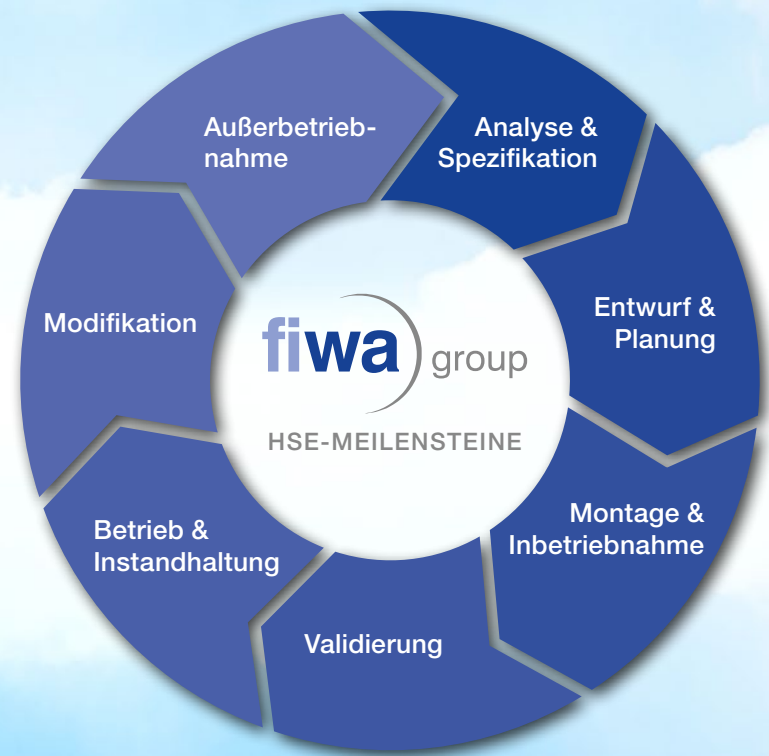 Außerbetrieb-
nahme
Analyse &
Spezifikation
Entwurf &
Planung
Montage &
Inbetriebnahme
Validierung
Betrieb &
Instandhaltung
Modifikation
fiwa group
HSE-MEILENSTEINE